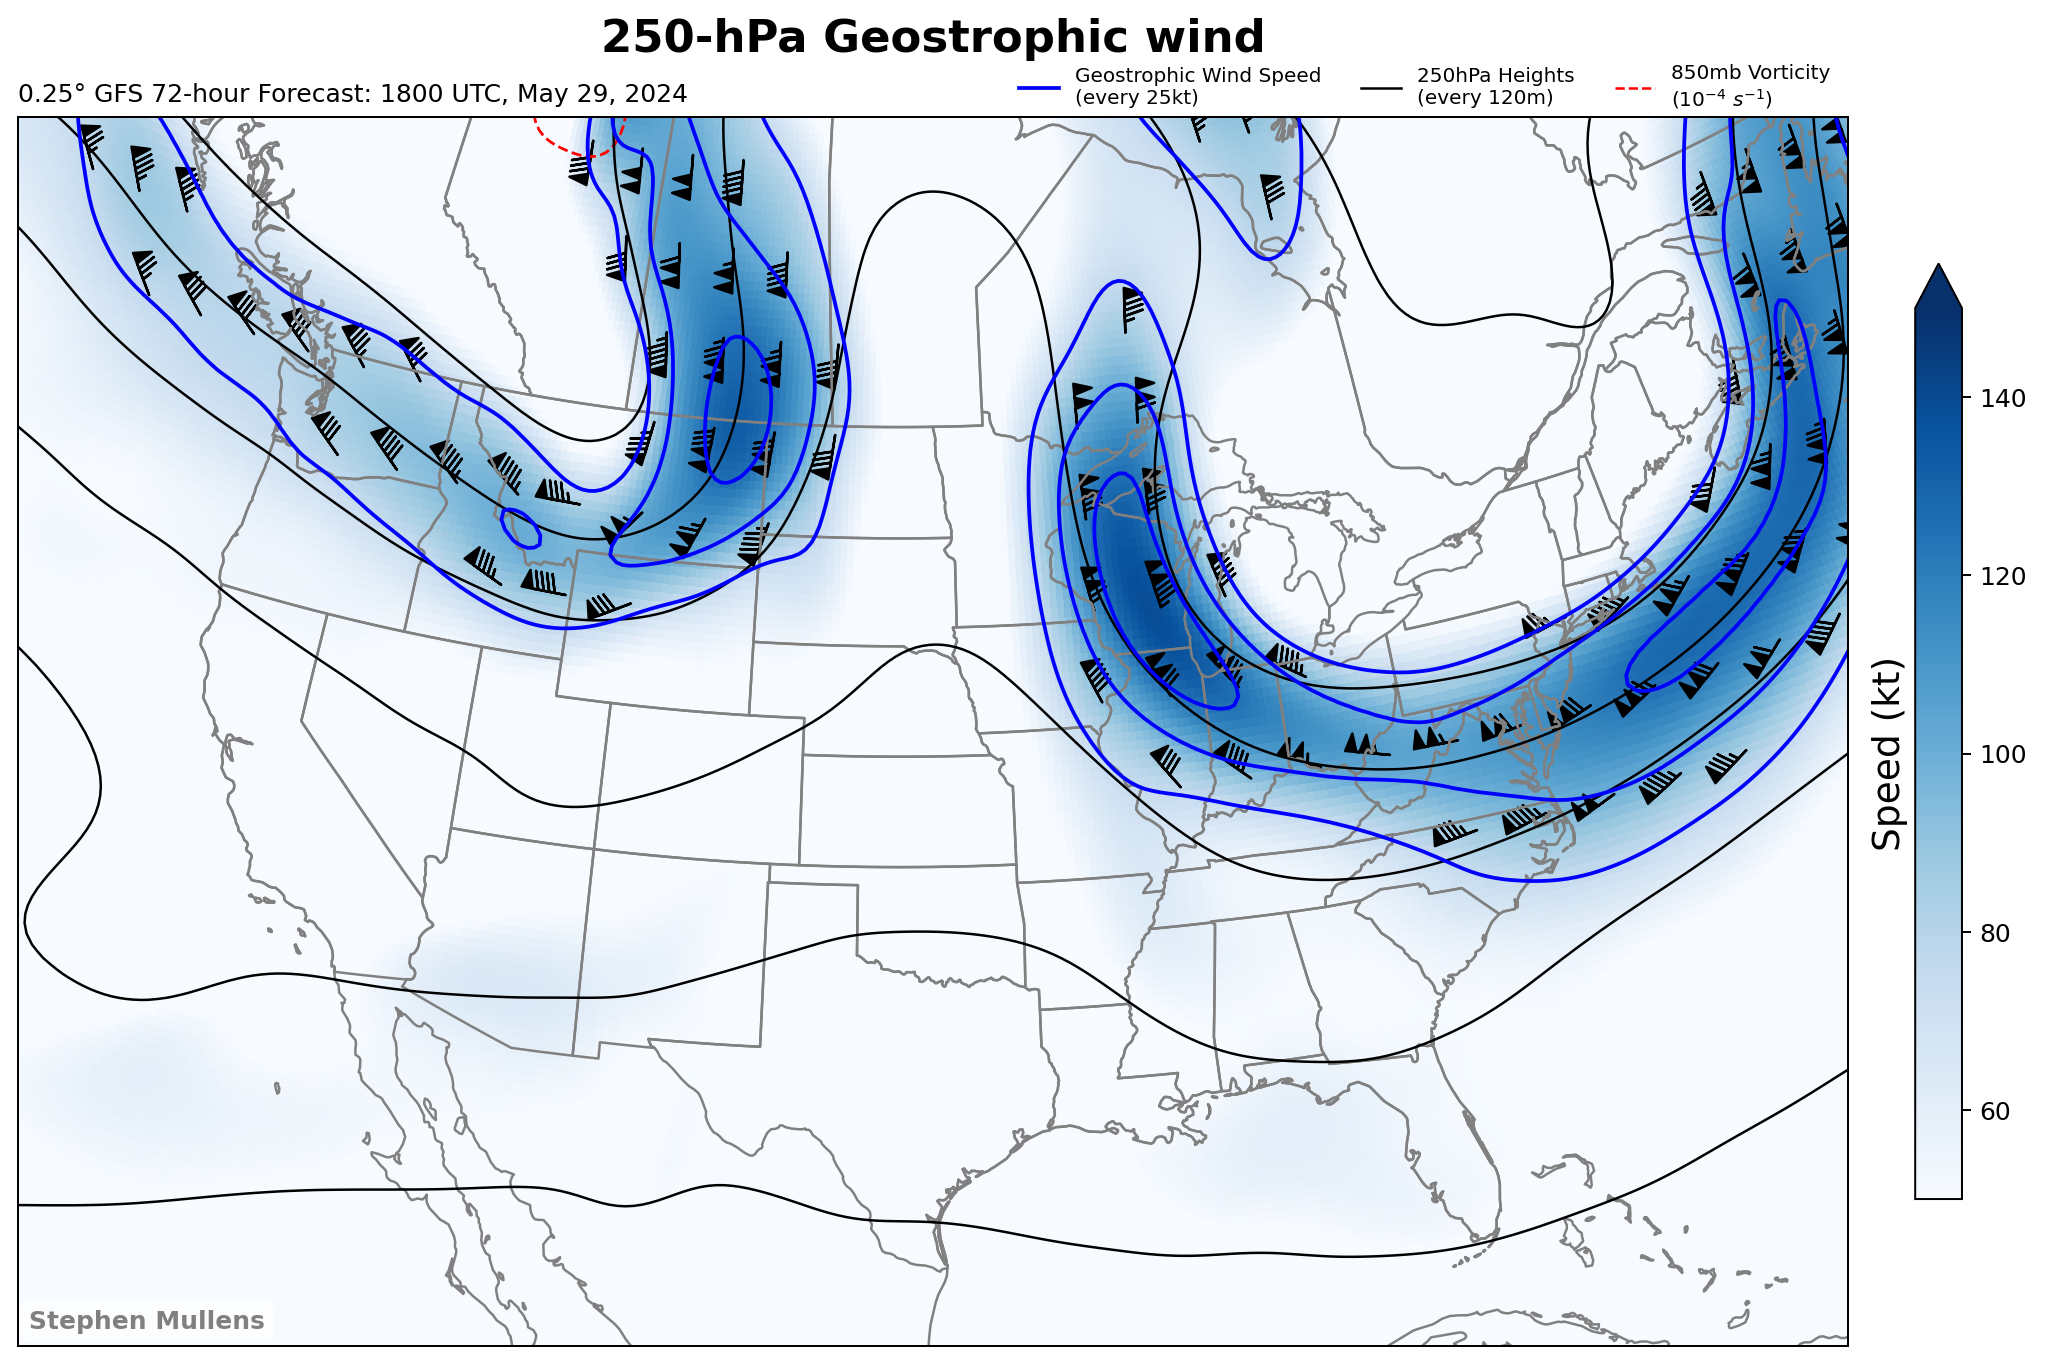 250-hPa Geostrophic wind
0.25° GFS 72-hour Forecast: 1800 UTC, May 29, 2024
Geostrophic Wind Speed
(every 25kt)
250hPa Heights
(every 120m)
850mb Vorticity
(10⁻⁴ s⁻¹)
140
120
100
80
60
Speed (kt)
Stephen Mullens